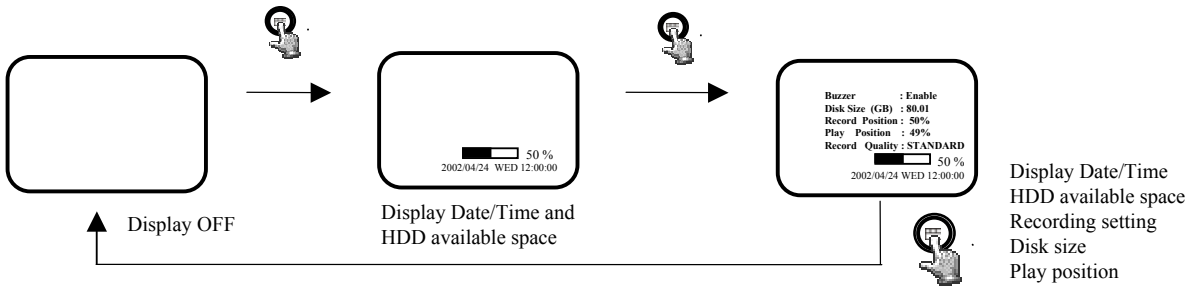 Display OFF
50 %
2002/04/24 WED 12:00:00
Display Date/Time and
HDD available space
Buzzer : Enable
Disk Size (GB) : 80.01
Record Position : 50%
Play Position : 49%
Record Quality : STANDARD
50 %
2002/04/24 WED 12:00:00
Display Date/Time
HDD available space
Recording setting
Disk size
Play position